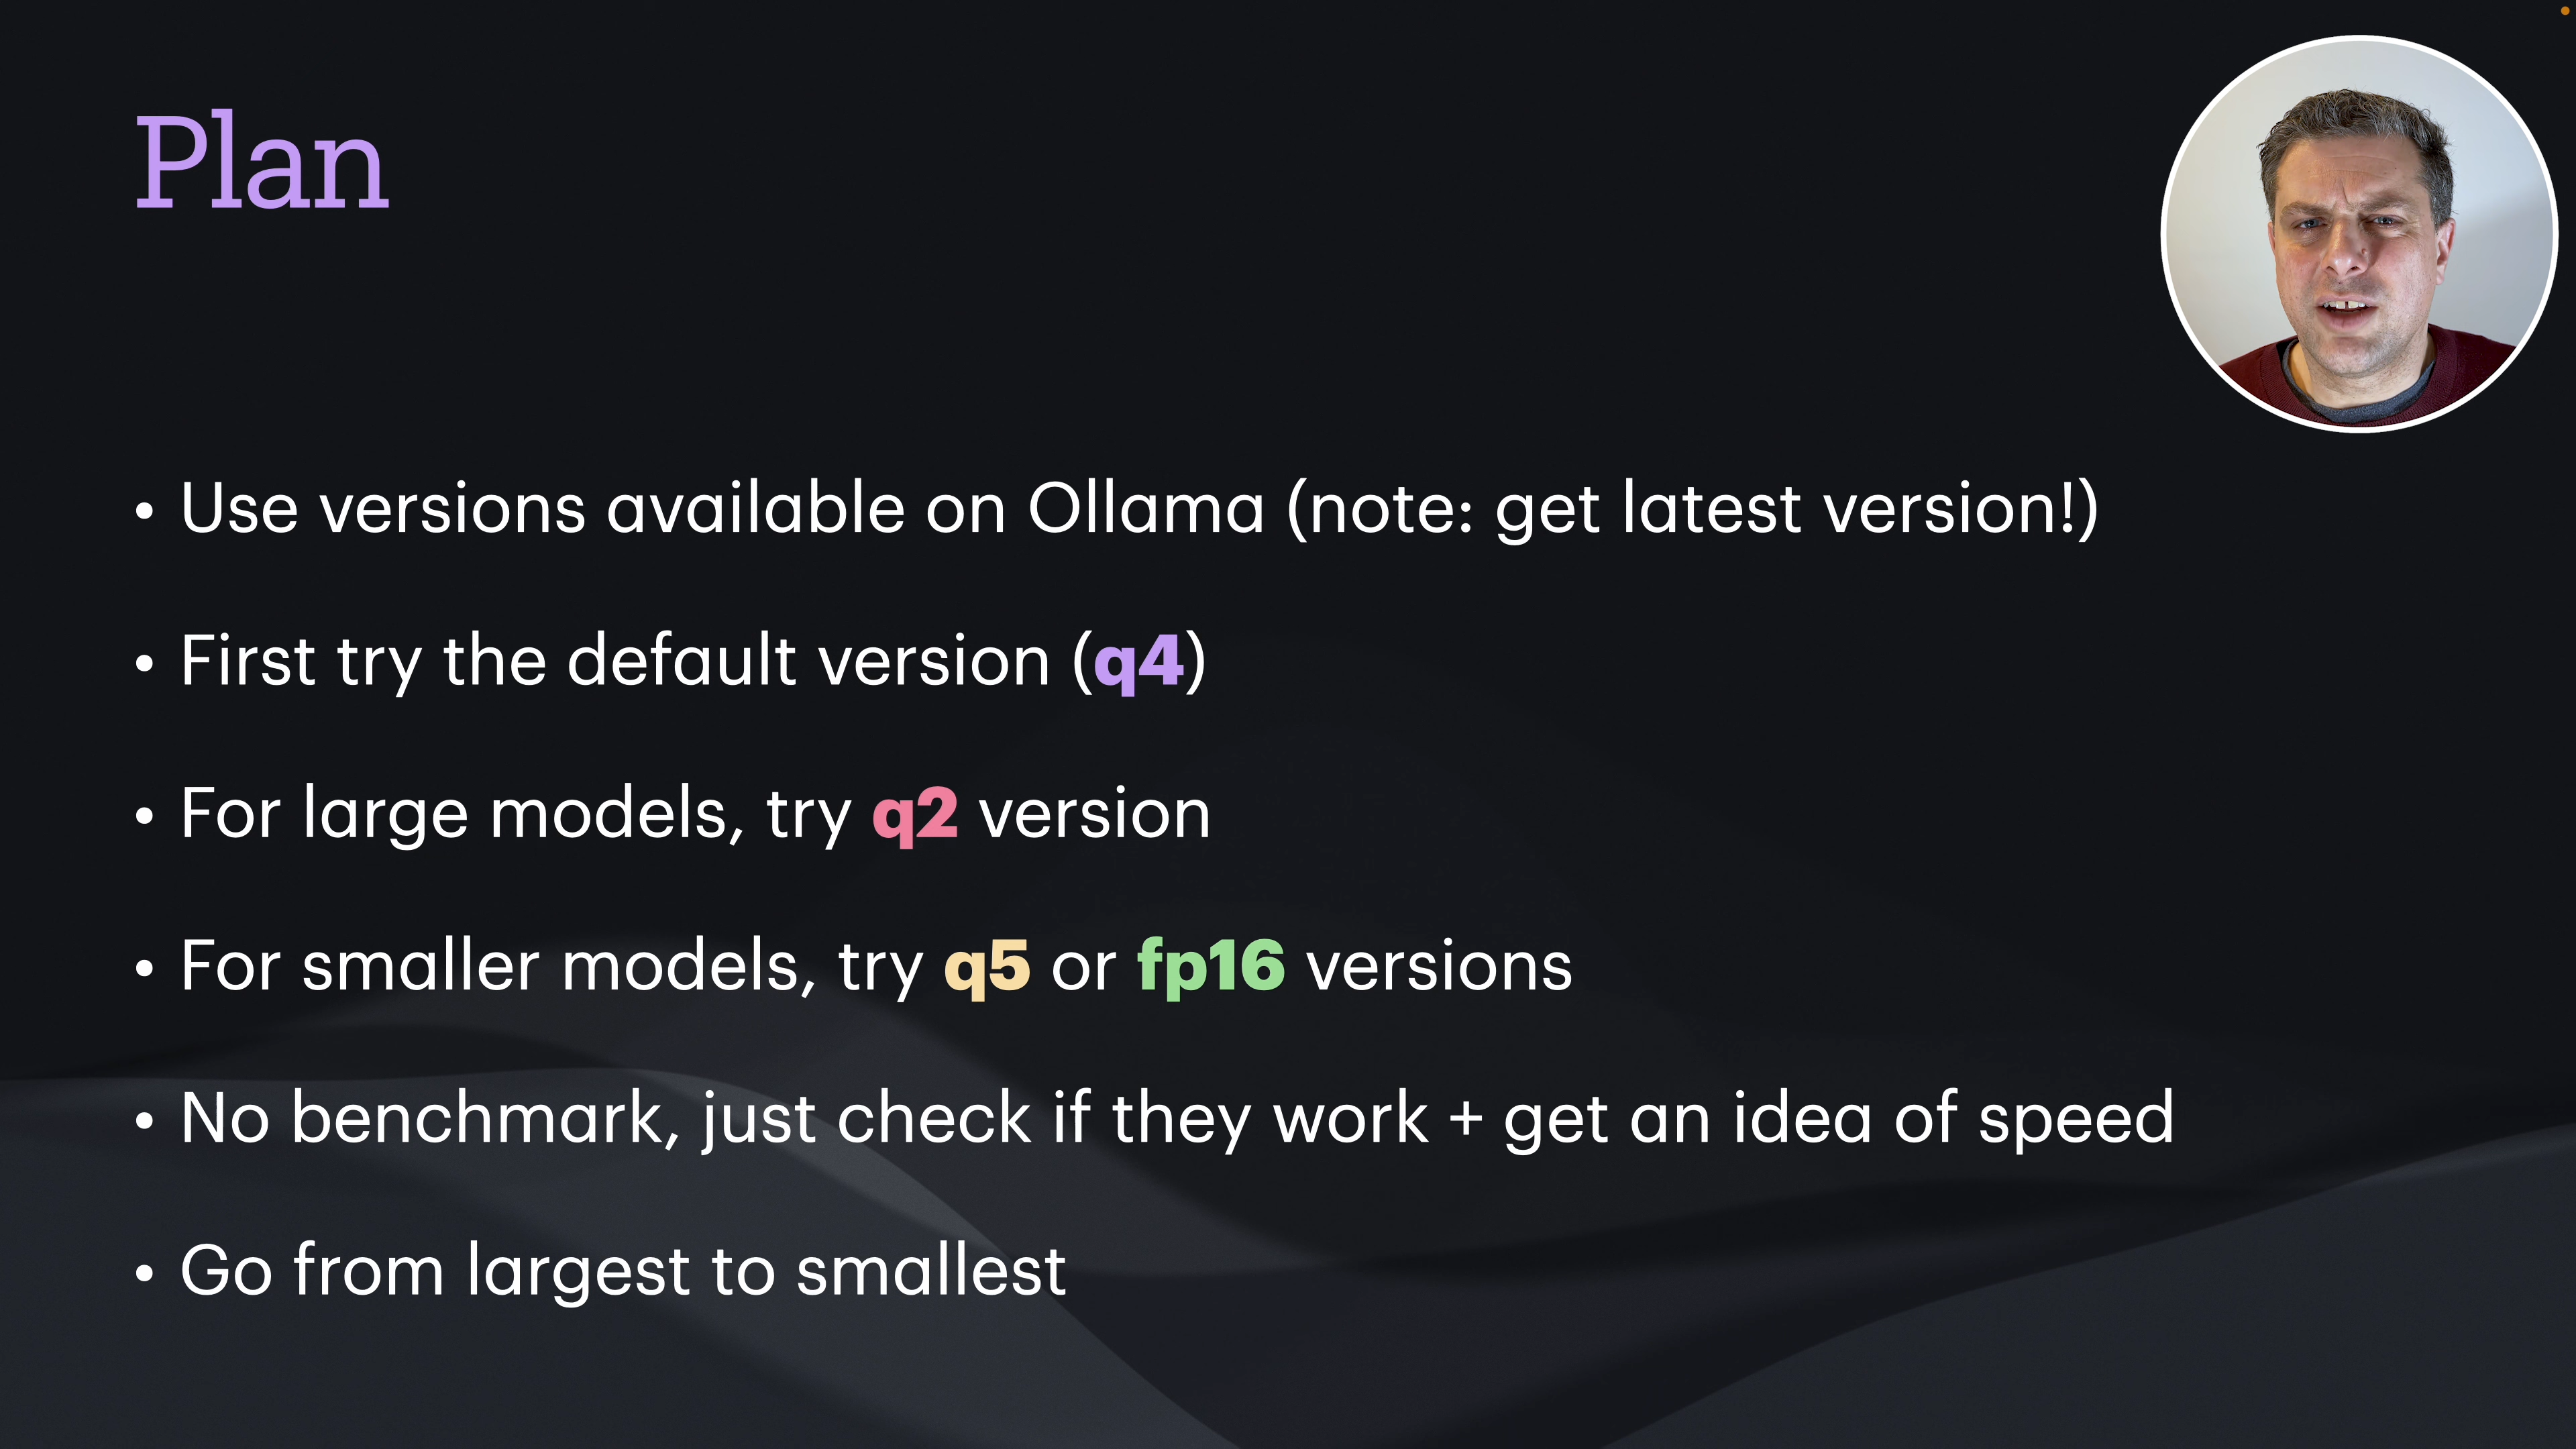 Plan
• Use versions available on Ollama (note: get latest version!)
• First try the default version (q4)
• For large models, try q2 version
• For smaller models, try q5 or fp16 versions
• No benchmark, just check if they work + get an idea of speed
• Go from largest to smallest